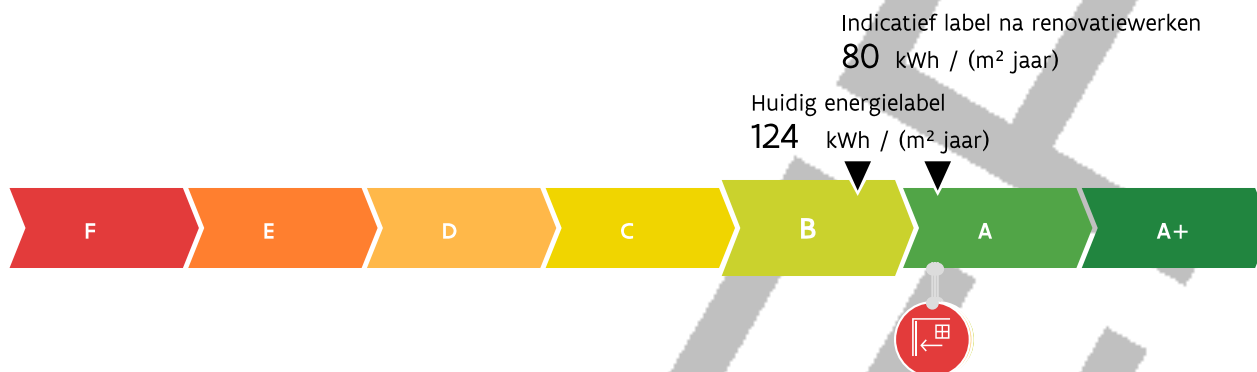 Indicatief label na renovatiewerken
80 kWh / (m² jaar)
Huidig energielabel
124 kWh / (m² jaar)
F E D C B A A+